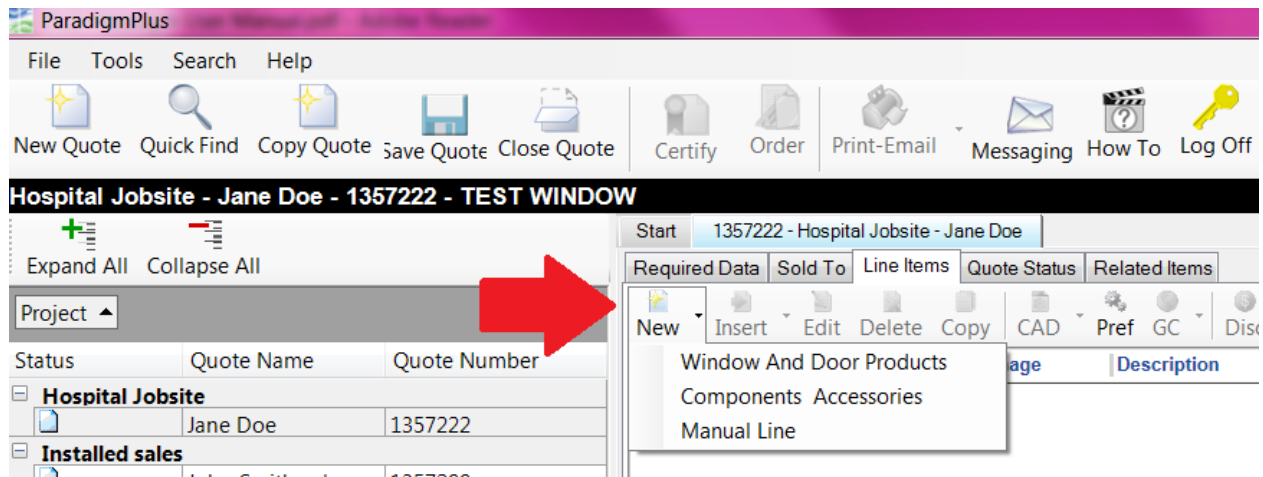 ParadigmPlus
File Tools Search Help
New Quote Quick Find Copy Quote Save Quote Close Quote Certify Order Print-Email Messaging How To Log Off
Hospital Jobsite - Jane Doe - 1357222 - TEST WINDOW
Expand All Collapse All
Start 1357222 - Hospital Jobsite - Jane Doe
Required Data Sold To Line Items Quote Status Related Items
Project
New Insert Edit Delete Copy CAD Pref GC
Status Quote Name Quote Number
Window And Door Products
Description
Components Accessories
Manual Line
Hospital Jobsite
Jane Doe 1357222
Installed sales